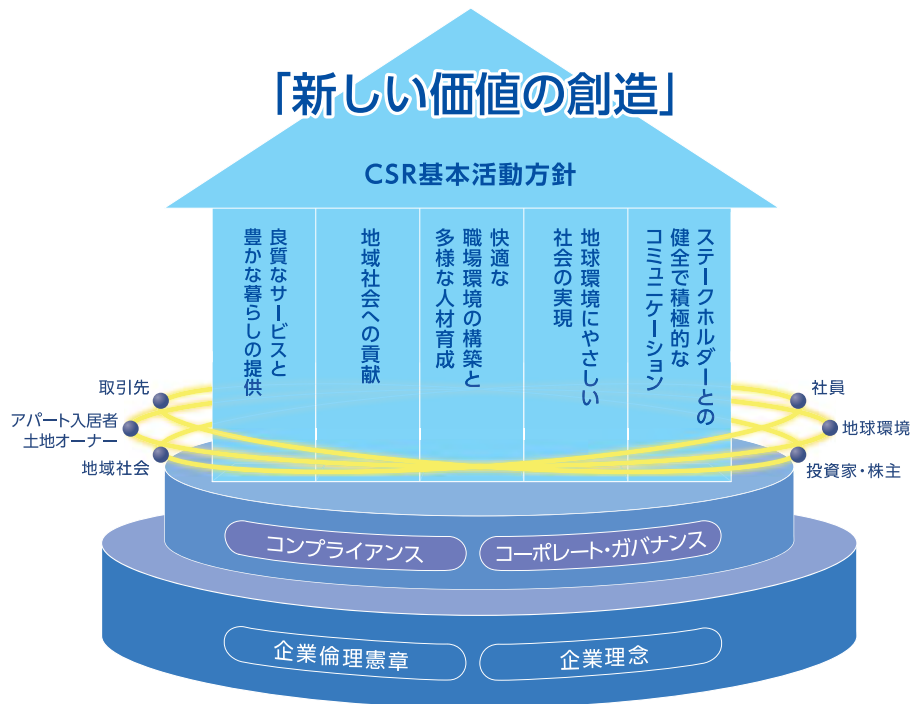 「新しい価値の創造」
CSR基本活動方針
良質なサービスと
豊かな暮らしの提供
地域社会への貢献
快適な
職場環境の構築と
多様な人材育成
地球環境にやさしい
社会の実現
ステークホルダーとの
健全で積極的な
コミュニケーション
取引先
アパート入居者
土地オーナー
地域社会
社員
地球環境
投資家・株主
コンプライアンス
コーポレート・ガバナンス
企業倫理憲章
企業理念